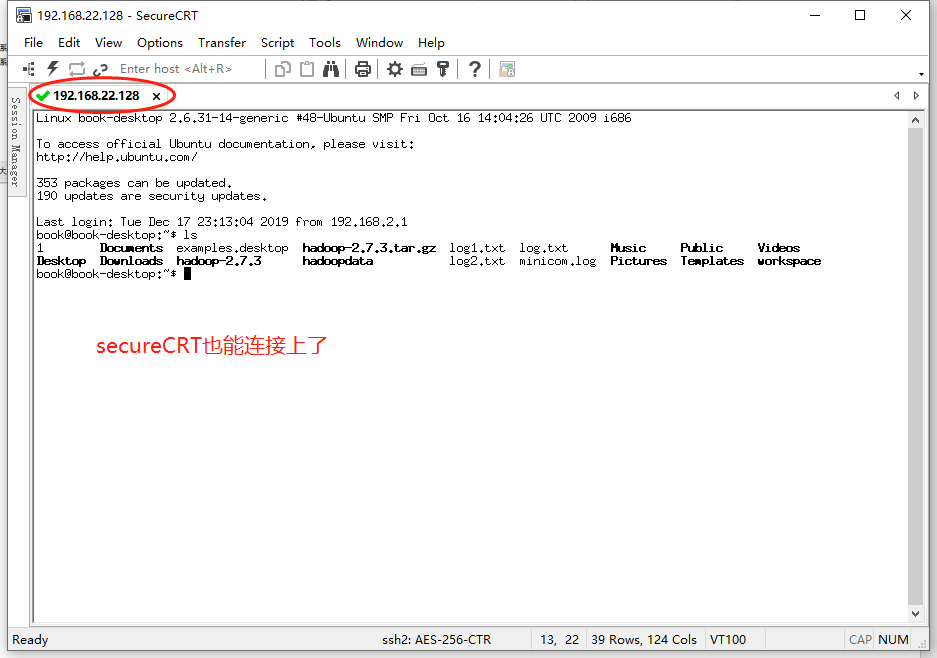 192.168.22.128 - SecureCRT
File Edit View Options Transfer Script Tools Window Help
Enter host <Alt+R>
192.168.22.128
Session Manager
Linux book-desktop 2.6.31-14-generic #48-Ubuntu SMP Fri Oct 16 14:04:26 UTC 2009 i686
To access official Ubuntu documentation, please visit:
http://help.ubuntu.com/
353 packages can be updated.
190 updates are security updates.
Last login: Tue Dec 17 23:13:04 2019 from 192.168.2.1
book@book-desktop:~$ ls
1 Documents examples.desktop hadoop-2.7.3.tar.gz log1.txt log.txt Music Public Videos
Desktop Downloads hadoop-2.7.3 hadoopdata log2.txt minicom.log Pictures Templates workspace
book@book-desktop:~$
secureCRT也能连接上了
Ready ssh2: AES-256-CTR 13, 22 39 Rows, 124 Cols VT100 CAP NUM